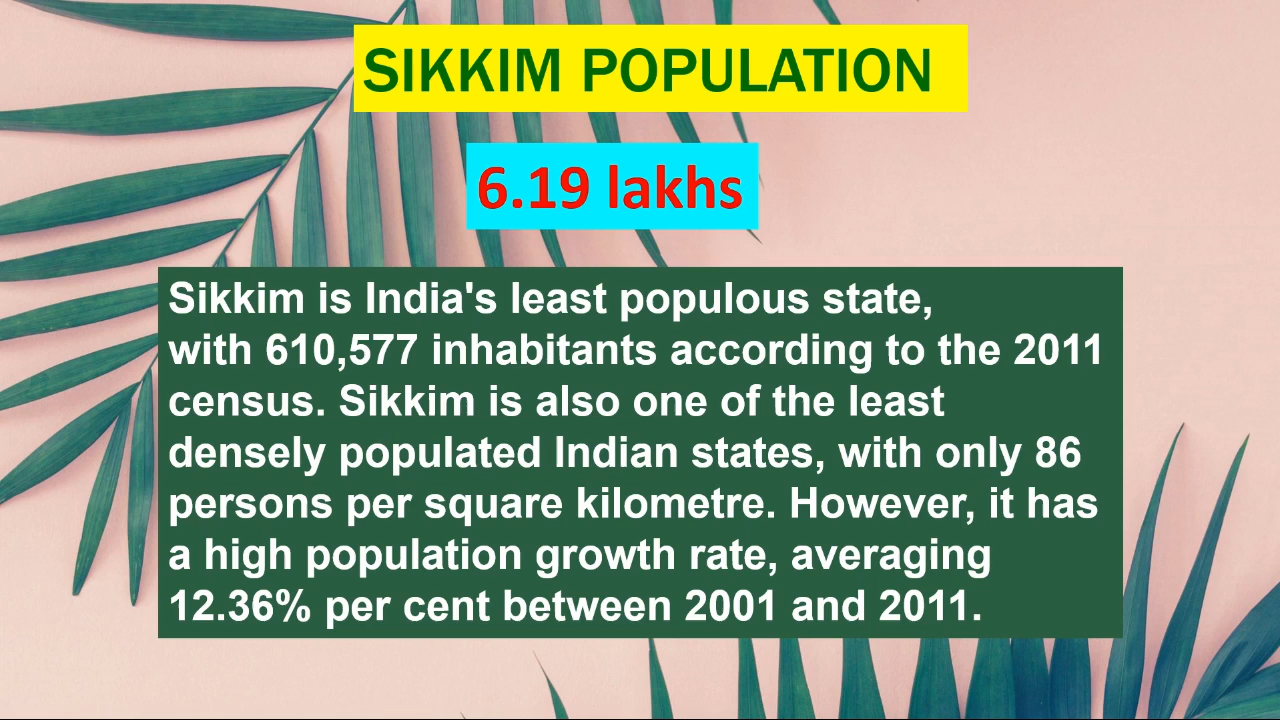 SIKKIM POPULATION
6.19 lakhs
Sikkim is India's least populous state,
with 610,577 inhabitants according to the 2011
census. Sikkim is also one of the least
densely populated Indian states, with only 86
persons per square kilometre. However, it has
a high population growth rate, averaging
12.36% per cent between 2001 and 2011.